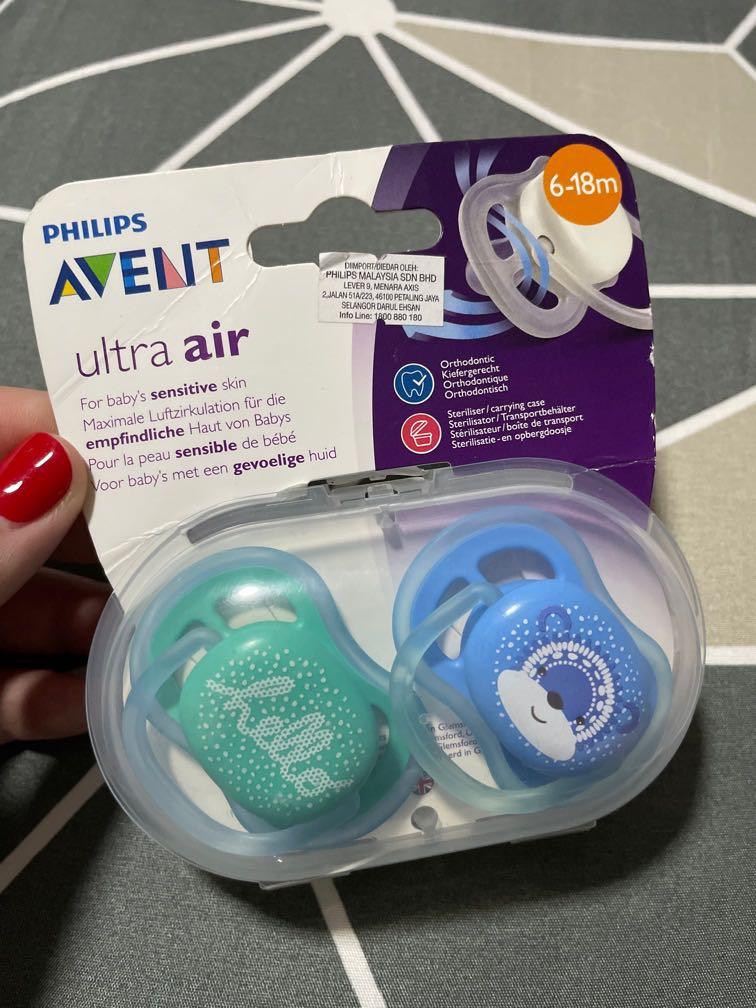 PHILIPS
AVENT
ultra air
For baby's sensitive skin
Maximale Luftzirkulation für die
empfindliche Haut von Babys
Pour la peau sensible de bébé
Voor baby's met een gevoelige huid
DIIMPORT/DIEDAR OLEH:
PHILIPS MALAYSIA SDN BHD
LEVER 9, MENARA AXIS
2,JALAN 51A/223, 46100 PETALING JAYA
SELANGOR DARUL EHSAN
Info Line: 1800 880 180
6-18m
Orthodontic
Kiefergerecht
Orthodontique
Orthodontisch
Steriliser / carrying case
Sterilisator / Transportbehälter
Stérilisateur / boîte de transport
Sterilisatie- en opbergdoosje
hello